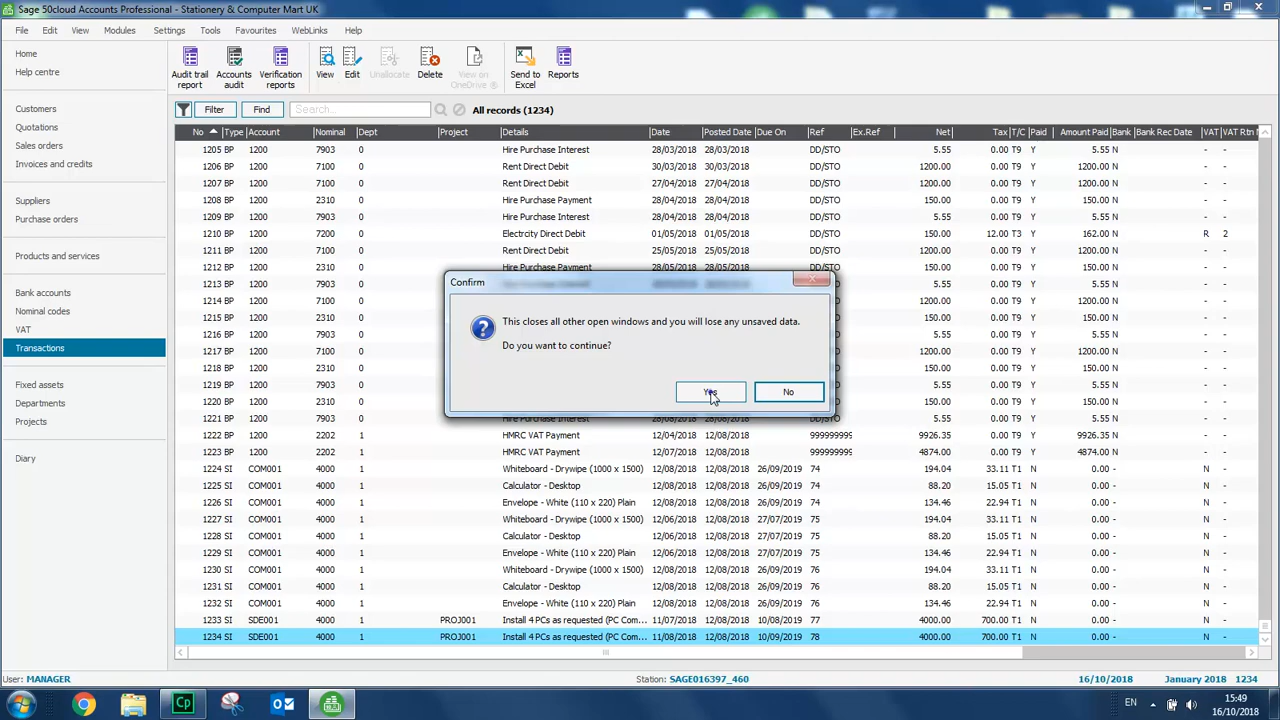 Sage 50cloud Accounts Professional - Stationery & Computer Mart UK
File Edit View Modules Settings Tools Favourites WebLinks Help
Home
Help centre
Customers
Quotations
Sales orders
Invoices and credits
Suppliers
Purchase orders
Products and services
Bank accounts
Nominal codes
VAT
Transactions
Fixed assets
Departments
Projects
Diary
Audit trail report
Accounts audit
Verification reports
View
Edit
Unallocate
Delete
View on OneDrive ®
Send to Excel
Reports
Filter Find Search... All records (1234)
No Type Account Nominal Dept Project Details Date Posted Date Due On Ref Ex.Ref Net Tax T/C Paid Amount Paid Bank Bank Rec Date VAT VAT Rtn
1205 BP 1200 7903 0 Hire Purchase Interest 28/03/2018 28/03/2018 DD/STO 5.55 0.00 T9 Y 5.55 N - -
1206 BP 1200 7100 0 Rent Direct Debit 30/03/2018 30/03/2018 DD/STO 1200.00 0.00 T9 Y 1200.00 N - -
1207 BP 1200 7100 0 Rent Direct Debit 27/04/2018 27/04/2018 DD/STO 1200.00 0.00 T9 Y 1200.00 N - -
1208 BP 1200 2310 0 Hire Purchase Payment 28/04/2018 28/04/2018 DD/STO 150.00 0.00 T9 Y 150.00 N - -
1209 BP 1200 7903 0 Hire Purchase Interest 28/04/2018 28/04/2018 DD/STO 5.55 0.00 T9 Y 5.55 N - -
1210 BP 1200 7200 0 Electrcity Direct Debit 01/05/2018 01/05/2018 DD/STO 150.00 12.00 T3 Y 162.00 N R 2
1211 BP 1200 7100 0 Rent Direct Debit 25/05/2018 25/05/2018 DD/STO 1200.00 0.00 T9 Y 1200.00 N - -
1212 BP 1200 2310 0 Hire Purchase Payment 28/05/2018 28/05/2018 DD/STO 150.00 0.00 T9 Y 150.00 N - -
1213 BP 1200 7903 0 5.55 0.00 T9 Y 5.55 N - -
1214 BP 1200 7100 0 1200.00 0.00 T9 Y 1200.00 N - -
1215 BP 1200 2310 0 150.00 0.00 T9 Y 150.00 N - -
1216 BP 1200 7903 0 5.55 0.00 T9 Y 5.55 N - -
1217 BP 1200 7100 0 1200.00 0.00 T9 Y 1200.00 N - -
1218 BP 1200 2310 0 150.00 0.00 T9 Y 150.00 N - -
1219 BP 1200 7903 0 5.55 0.00 T9 Y 5.55 N - -
1220 BP 1200 2310 0 150.00 0.00 T9 Y 150.00 N - -
1221 BP 1200 7903 0 5.55 0.00 T9 Y 5.55 N - -
1222 BP 1200 2202 1 HMRC VAT Payment 12/04/2018 12/08/2018 999999999 9926.35 0.00 T9 Y 9926.35 N - -
1223 BP 1200 2202 1 HMRC VAT Payment 12/07/2018 12/08/2018 999999999 4874.00 0.00 T9 Y 4874.00 N - -
1224 SI COM001 4000 1 Whiteboard - Drywipe (1000 x 1500) 12/08/2018 12/08/2018 26/09/2019 74 194.04 33.11 T1 N 0.00 - N -
1225 SI COM001 4000 1 Calculator - Desktop 12/08/2018 12/08/2018 26/09/2019 74 88.20 15.05 T1 N 0.00 - N -
1226 SI COM001 4000 1 Envelope - White (110 x 220) Plain 12/08/2018 12/08/2018 26/09/2019 74 134.46 22.94 T1 N 0.00 - N -
1227 SI COM001 4000 1 Whiteboard - Drywipe (1000 x 1500) 12/06/2018 12/08/2018 27/07/2019 75 194.04 33.11 T1 N 0.00 - N -
1228 SI COM001 4000 1 Calculator - Desktop 12/06/2018 12/08/2018 27/07/2019 75 88.20 15.05 T1 N 0.00 - N -
1229 SI COM001 4000 1 Envelope - White (110 x 220) Plain 12/06/2018 12/08/2018 27/07/2019 75 134.46 22.94 T1 N 0.00 - N -
1230 SI COM001 4000 1 Whiteboard - Drywipe (1000 x 1500) 12/08/2018 12/08/2018 26/09/2019 76 194.04 33.11 T1 N 0.00 - N -
1231 SI COM001 4000 1 Calculator - Desktop 12/08/2018 12/08/2018 26/09/2019 76 88.20 15.05 T1 N 0.00 - N -
1232 SI COM001 4000 1 Envelope - White (110 x 220) Plain 12/08/2018 12/08/2018 26/09/2019 76 134.46 22.94 T1 N 0.00 - N -
1233 SI SDE001 4000 1 PROJ001 Install 4 PCs as requested (PC Com... 11/07/2018 12/08/2018 10/09/2018 77 4000.00 700.00 T1 N 0.00 - N -
1234 SI SDE001 4000 1 PROJ001 Install 4 PCs as requested (PC Com... 11/08/2018 12/08/2018 10/09/2019 78 4000.00 700.00 T1 N 0.00 - N -
Confirm
This closes all other open windows and you will lose any unsaved data.
Do you want to continue?
Yes No
User: MANAGER Station: SAGE016397_460 16/10/2018 January 2018 1234
Cp EN 15:49
16/10/2018